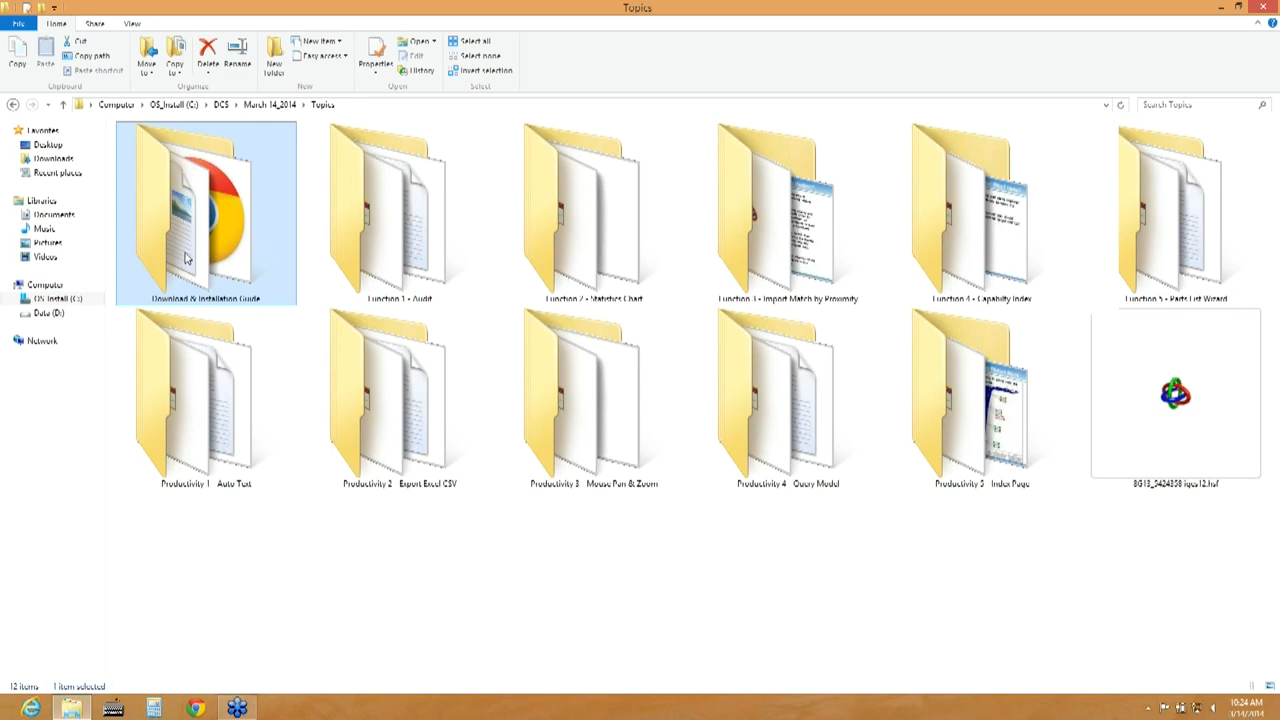 Topics
File Home Share View
Copy
Paste
Cut
Copy path
Paste shortcut
Clipboard
Move to
Copy to
Delete
Rename
Organize
New folder
New item
Easy access
New
Properties
Open
Edit
History
Open
Select all
Select none
Invert selection
Select
Computer OS_Install (C:) DCS March 14_2014 Topics
Search Topics
Favorites
Desktop
Downloads
Recent places
Libraries
Documents
Music
Pictures
Videos
Computer
OS_Install (C:)
Data (D:)
Network
Download & Installation Guide
Function 1 - Audit
Function 2 - Statistics Chart
Function 3 - Import Match by Proximity
Function 4 - Capability Index
Function 5 - Parts List Wizard
Productivity 1 - Auto Text
Productivity 2 - Export Excel CSV
Productivity 3 - Mouse Pan & Zoom
Productivity 4 - Query Model
Productivity 5 - Index Page
12 items 1 item selected
10:24 AM
3/14/2014